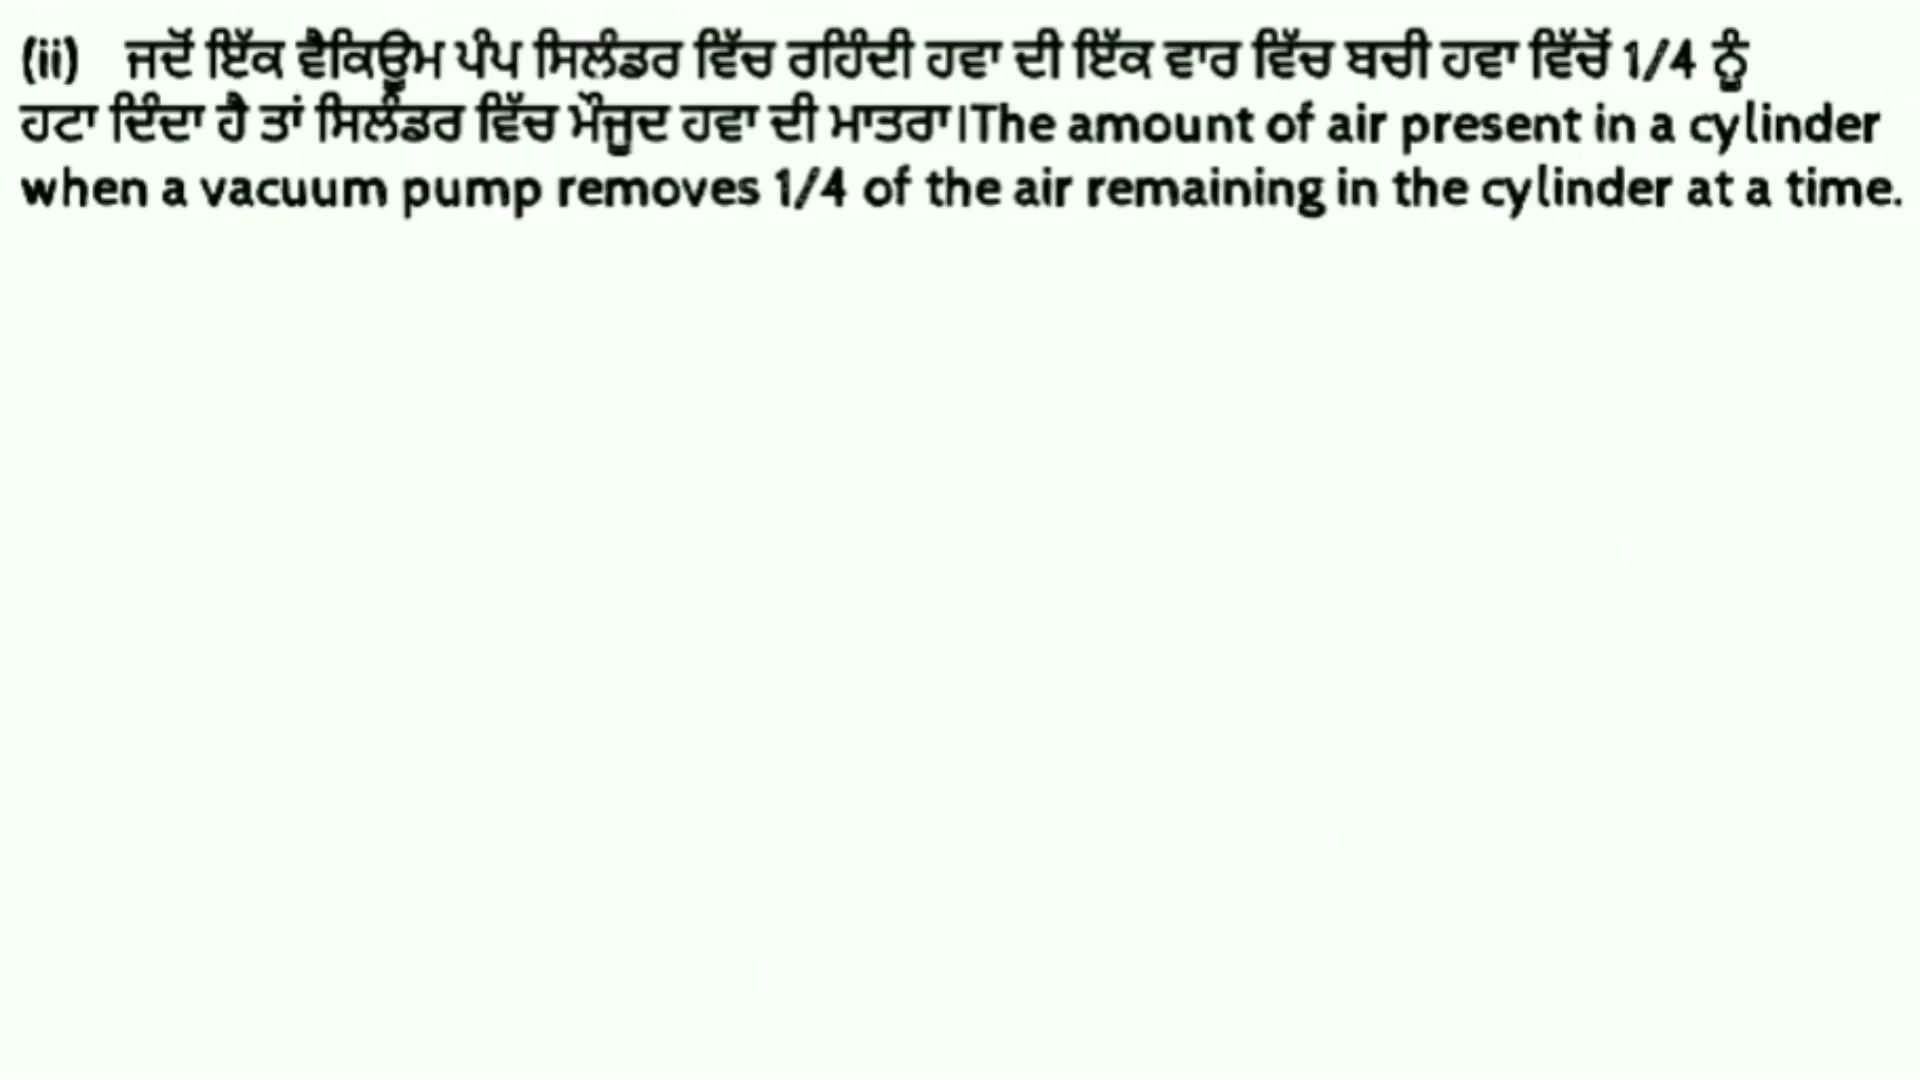 (ii) ਜਦੋਂ ਇੱਕ ਵੈਕਿਊਮ ਪੰਪ ਸਿਲੰਡਰ ਵਿੱਚ ਰਹਿੰਦੀ ਹਵਾ ਦੀ ਇੱਕ ਵਾਰ ਵਿੱਚ ਬਚੀ ਹਵਾ ਵਿੱਚੋਂ 1/4 ਨੂੰ
ਹਟਾ ਦਿੰਦਾ ਹੈ ਤਾਂ ਸਿਲੰਡਰ ਵਿੱਚ ਮੌਜੂਦ ਹਵਾ ਦੀ ਮਾਤਰਾ।The amount of air present in a cylinder
when a vacuum pump removes 1/4 of the air remaining in the cylinder at a time.